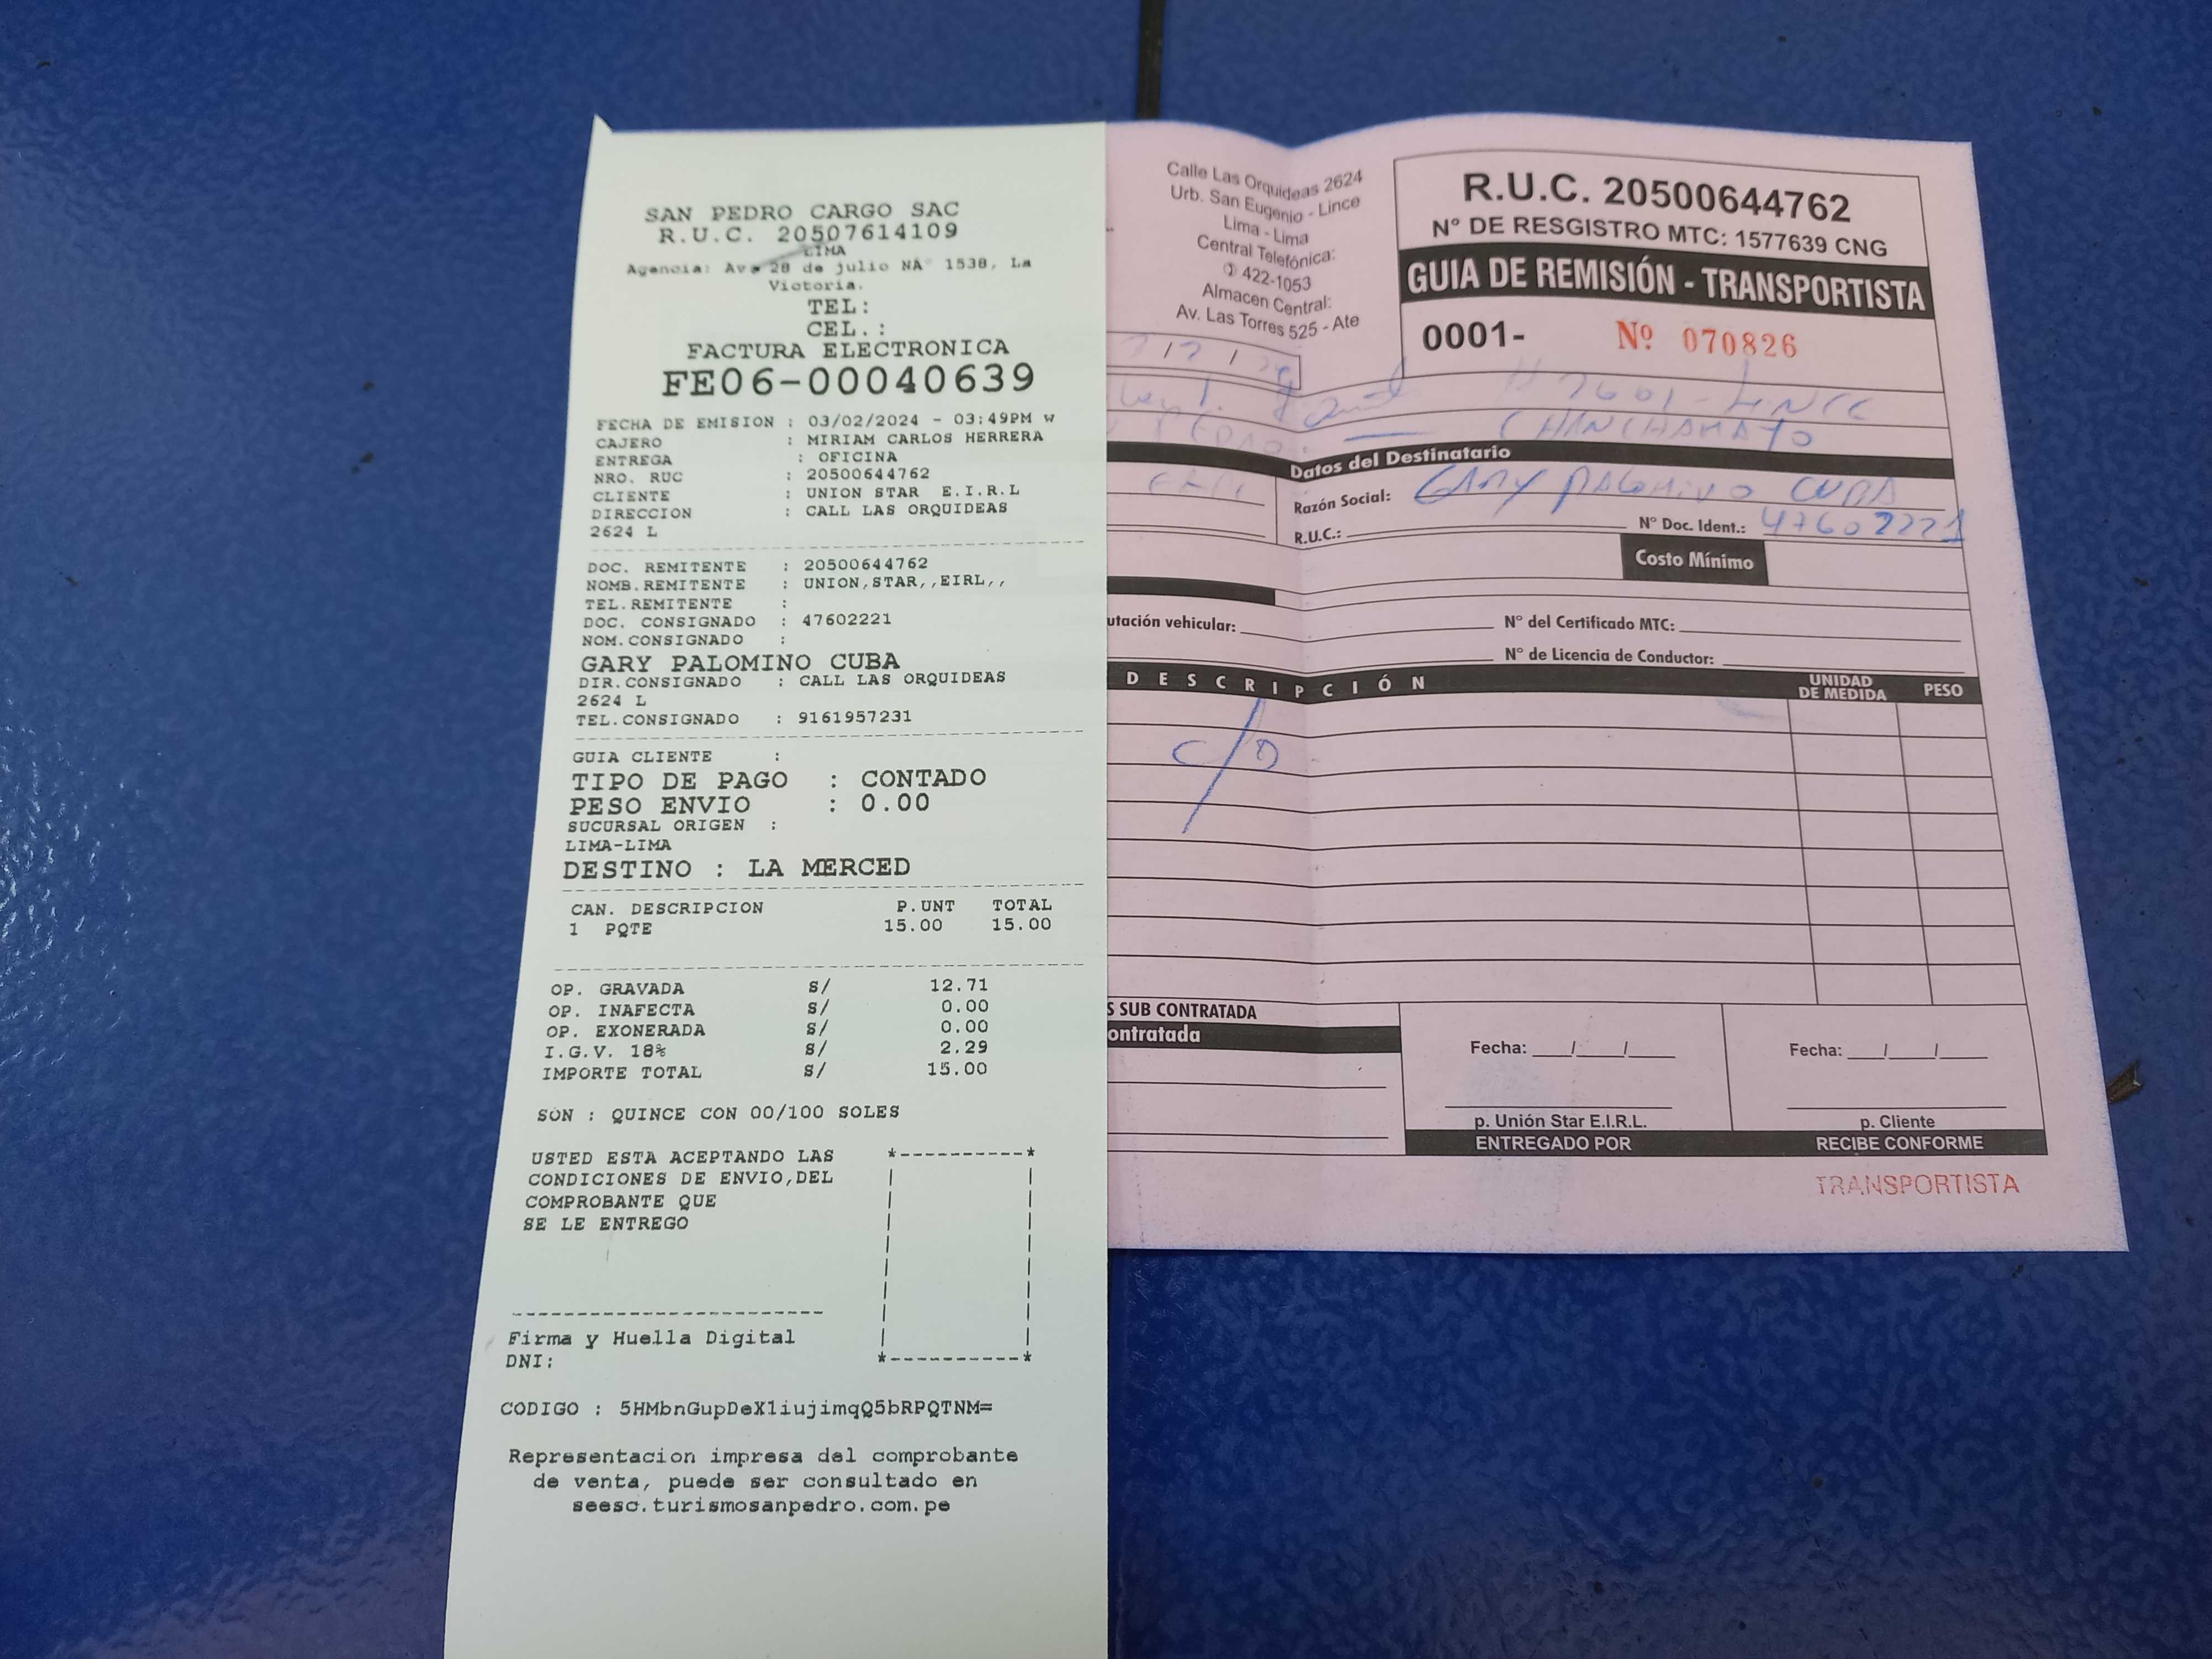 SAN PEDRO CARGO SAC
R.U.C. 20507614109
LIMA
Agencia: Av. 28 de julio NA° 1538, La
Victoria.
TEL:
CEL.:
FACTURA ELECTRONICA
FE06-00040639
FECHA DE EMISION : 03/02/2024 - 03:49PM w
CAJERO : MIRIAM CARLOS HERRERA
ENTREGA : OFICINA
NRO. RUC : 20500644762
CLIENTE : UNION STAR E.I.R.L
DIRECCION : CALL LAS ORQUIDEAS
2624 L
DOC. REMITENTE : 20500644762
NOMB.REMITENTE : UNION,STAR,,EIRL,,
TEL.REMITENTE :
DOC. CONSIGNADO : 47602221
NOM.CONSIGNADO :
GARY PALOMINO CUBA
DIR.CONSIGNADO : CALL LAS ORQUIDEAS
2624 L
TEL.CONSIGNADO : 9161957231
GUIA CLIENTE :
TIPO DE PAGO : CONTADO
PESO ENVIO : 0.00
SUCURSAL ORIGEN :
LIMA-LIMA
DESTINO : LA MERCED
CAN. DESCRIPCION P.UNT TOTAL
1 PQTE 15.00 15.00
OP. GRAVADA S/ 12.71
OP. INAFECTA S/ 0.00
OP. EXONERADA S/ 0.00
I.G.V. 18% S/ 2.29
IMPORTE TOTAL S/ 15.00
SON : QUINCE CON 00/100 SOLES
USTED ESTA ACEPTANDO LAS
CONDICIONES DE ENVIO,DEL
COMPROBANTE QUE
SE LE ENTREGO
Firma y Huella Digital
DNI:
CODIGO : 5HMbnGupDeX1iujimqQ5bRPQTNM=
Representacion impresa del comprobante
de venta, puede ser consultado en
seesc.turismosanpedro.com.pe
Calle Las Orquideas 2624
Urb. San Eugenio - Lince
Lima - Lima
Central Telefónica:
422-1053
Almacen Central:
Av. Las Torres 525 - Ate
R.U.C. 20500644762
N° DE RESGISTRO MTC: 1577639 CNG
GUIA DE REMISIÓN - TRANSPORTISTA
0001- Nº 070826
LINCE
CHANCHAMAYO
Datos del Destinatario
Razón Social: GARY PALOMINO CUBA
R.U.C.: N° Doc. Ident.: 47602221
Costo Mínimo
utación vehicular: N° del Certificado MTC:
N° de Licencia de Conductor:
DESCRIPCIÓN UNIDAD DE MEDIDA PESO
C/D
S SUB CONTRATADA
ontratada
Fecha: __/__/__ Fecha: __/__/__
p. Unión Star E.I.R.L. p. Cliente
ENTREGADO POR RECIBE CONFORME
TRANSPORTISTA